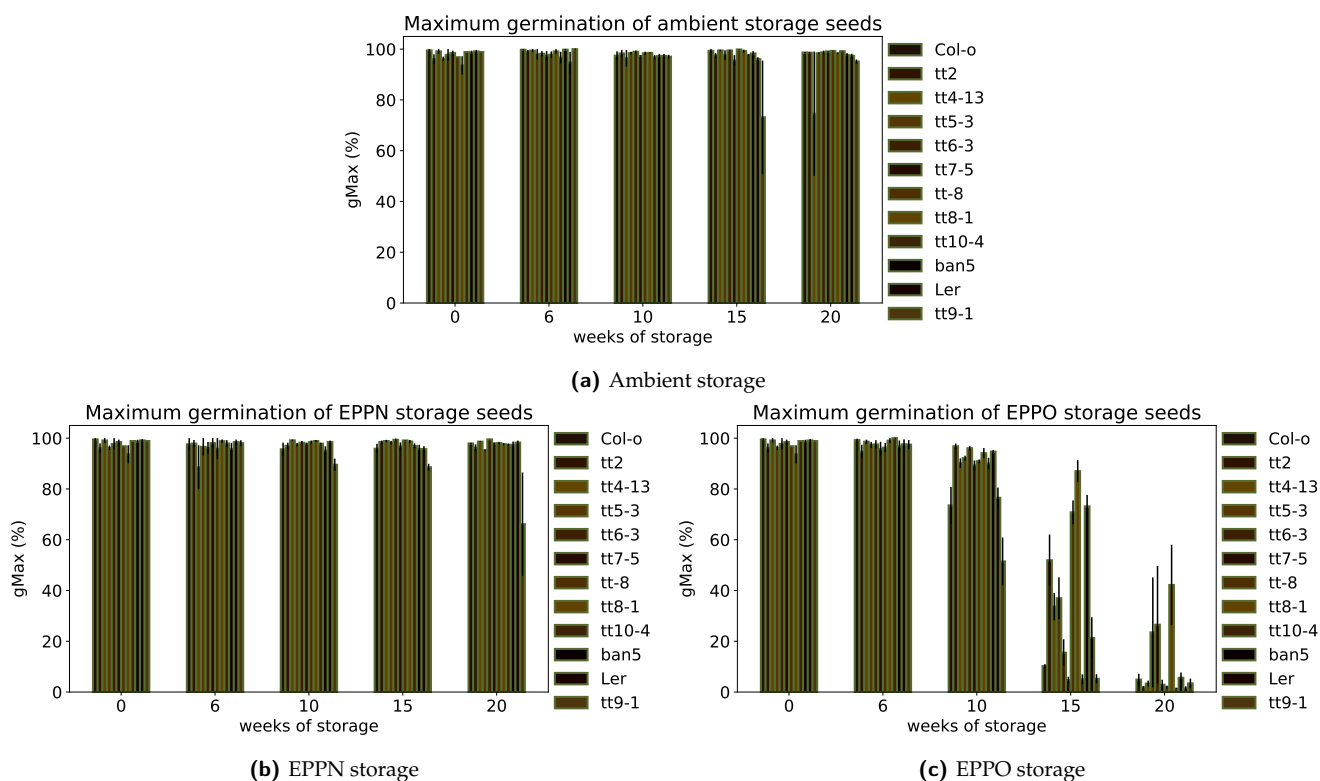 Maximum germination of ambient storage seeds
100
80
60
40
20
0
gMax (%)
0 6 10 15 20
weeks of storage
Col-o
tt2
tt4-13
tt5-3
tt6-3
tt7-5
tt-8
tt8-1
tt10-4
ban5
Ler
tt9-1
(a) Ambient storage
Maximum germination of EPPN storage seeds
100
80
60
40
20
0
gMax (%)
0 6 10 15 20
weeks of storage
Col-o
tt2
tt4-13
tt5-3
tt6-3
tt7-5
tt-8
tt8-1
tt10-4
ban5
Ler
tt9-1
(b) EPPN storage
Maximum germination of EPPO storage seeds
100
80
60
40
20
0
gMax (%)
0 6 10 15 20
weeks of storage
Col-o
tt2
tt4-13
tt5-3
tt6-3
tt7-5
tt-8
tt8-1
tt10-4
ban5
Ler
tt9-1
(c) EPPO storage